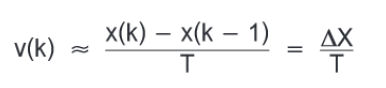 v(k) ≈ x(k) − x(k − 1) / T = ΔX / T